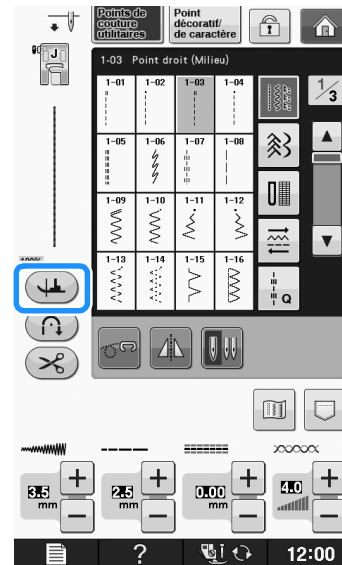 Points de
couture
utilitaires
Point
décoratif/
de caractère
J
1-03 Point droit (Milieu)
1/3
1-01 1-02 1-03 1-04
1-05 1-06 1-07 1-08
1-09 1-10 1-11 1-12
1-13 1-14 1-15 1-16
100%
Q
3.5 mm
2.5 mm
0.00 mm
4.0
?
12:00